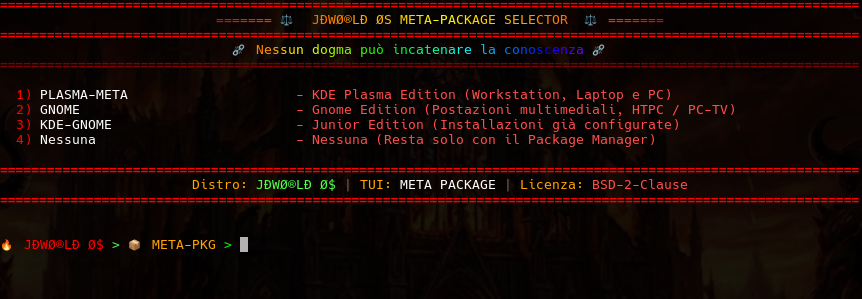 ======= ⚖️ JĐWØ®LĐ ØS META-PACKAGE SELECTOR ⚖️ =======
🔗 Nessun dogma può incatenare la conoscenza 🔗
1) PLASMA-META – KDE Plasma Edition (Workstation, Laptop e PC)
2) GNOME – Gnome Edition (Postazioni multimediali, HTPC / PC-TV)
3) KDE-GNOME – Junior Edition (Installazioni già configurate)
4) Nessuna – Nessuna (Resta solo con il Package Manager)
Distro: JĐWØ®LĐ Ø$ | TUI: META PACKAGE | Licenza: BSD-2-Clause
🔥 JĐWØ®LĐ Ø$ > 📦 META-PKG >